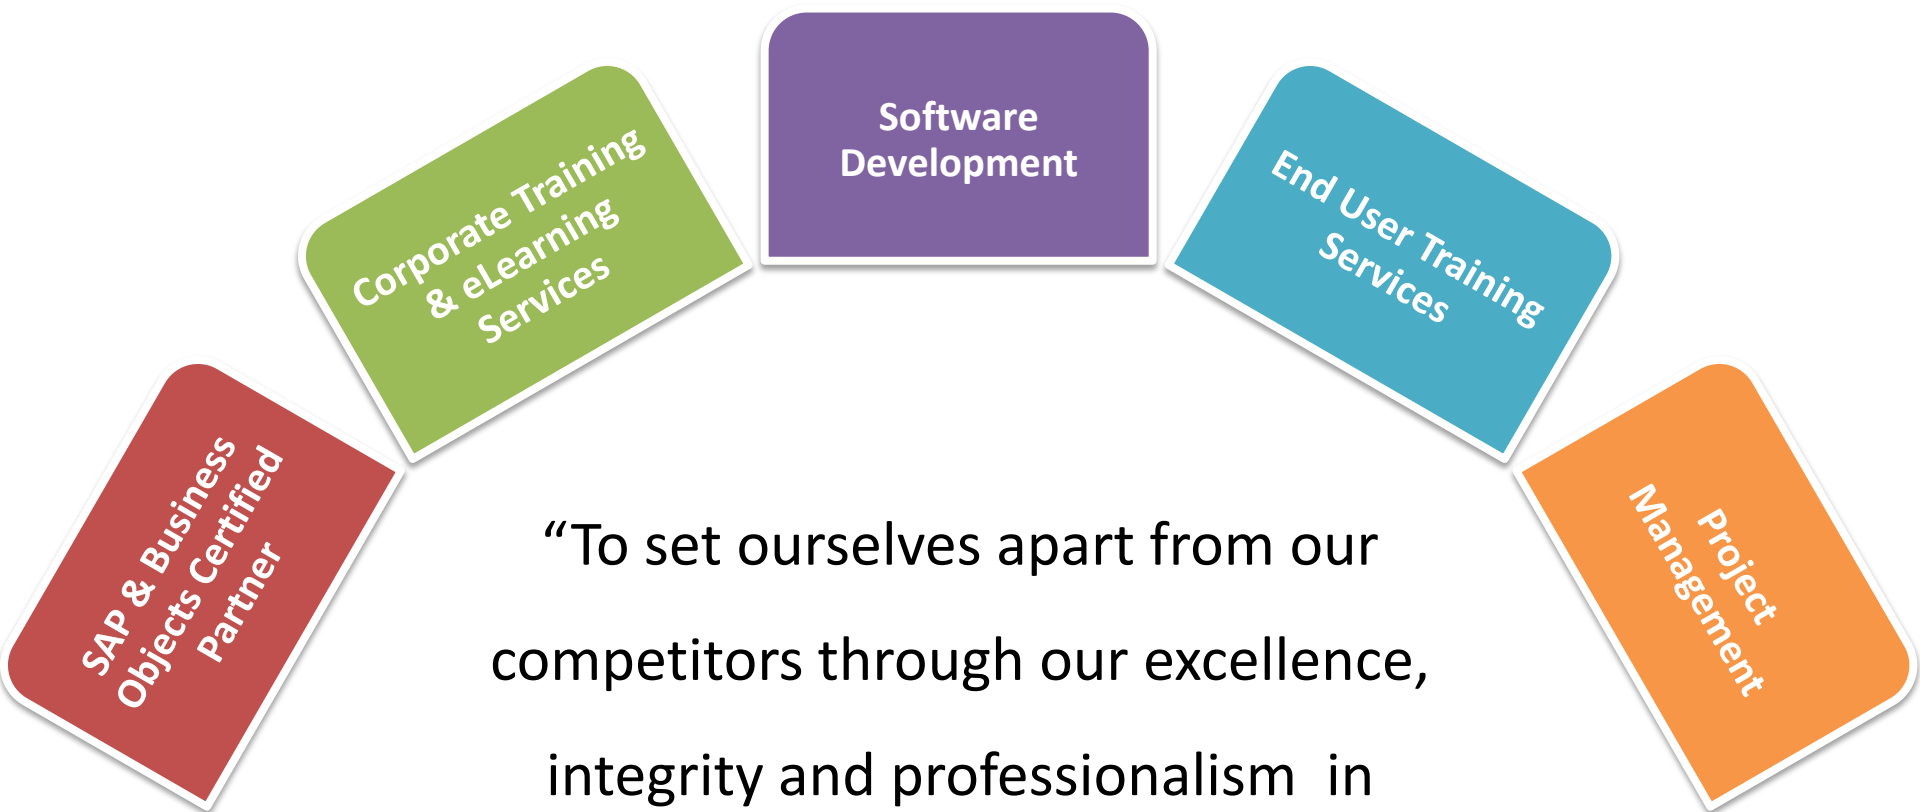 SAP & Business
Objects Certified
Partner
Corporate Training
& eLearning
Services
Software
Development
End User Training
Services
Project
Management
“To set ourselves apart from our
competitors through our excellence,
integrity and professionalism in